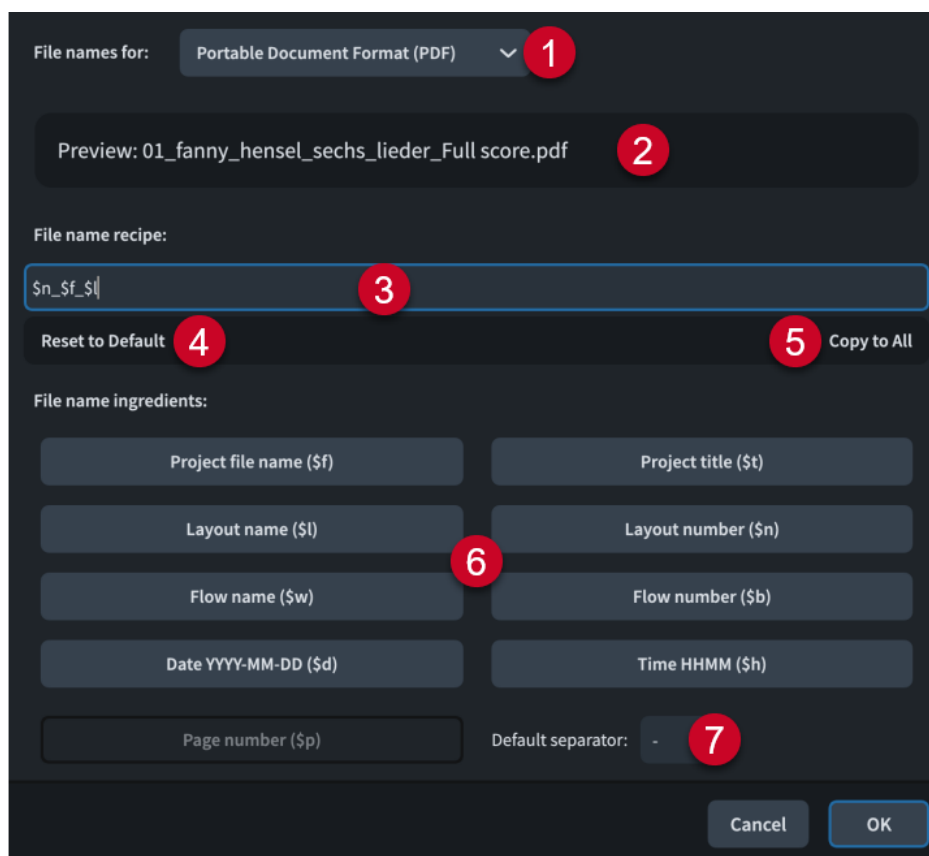 File names for: Portable Document Format (PDF) 1
Preview: 01_fanny_hensel_sechs_lieder_Full score.pdf 2
File name recipe:
$n_$f_$l 3
Reset to Default 4 5 Copy to All
File name ingredients:
Project file name ($f) Project title ($t)
Layout name ($l) Layout number ($n)
6
Flow name ($w) Flow number ($b)
Date YYYY-MM-DD ($d) Time HHMM ($h)
Page number ($p) Default separator: - 7
Cancel OK